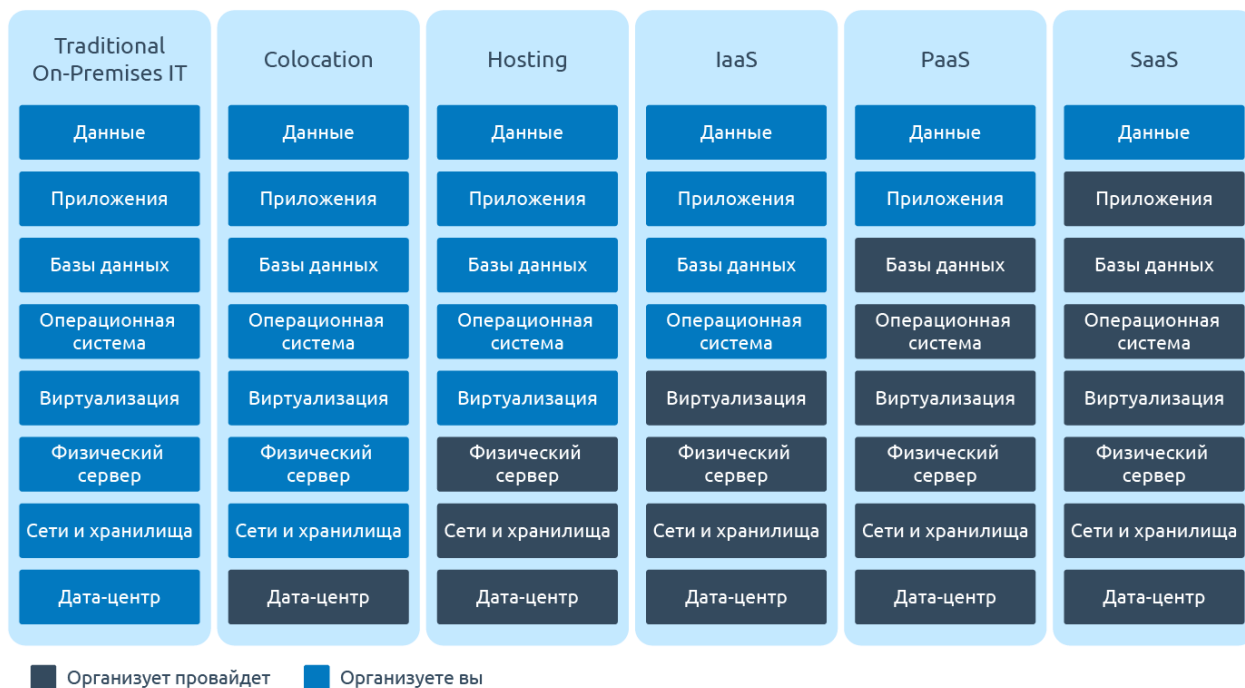 Traditional
On-Premises IT
Colocation
Hosting
IaaS
PaaS
SaaS
Данные
Данные
Данные
Данные
Данные
Данные
Приложения
Приложения
Приложения
Приложения
Приложения
Приложения
Базы данных
Базы данных
Базы данных
Базы данных
Базы данных
Базы данных
Операционная
система
Операционная
система
Операционная
система
Операционная
система
Операционная
система
Операционная
система
Виртуализация
Виртуализация
Виртуализация
Виртуализация
Виртуализация
Виртуализация
Физический
сервер
Физический
сервер
Физический
сервер
Физический
сервер
Физический
сервер
Физический
сервер
Сети и хранилища
Сети и хранилища
Сети и хранилища
Сети и хранилища
Сети и хранилища
Сети и хранилища
Дата-центр
Дата-центр
Дата-центр
Дата-центр
Дата-центр
Дата-центр
Организует провайдет
Организуете вы